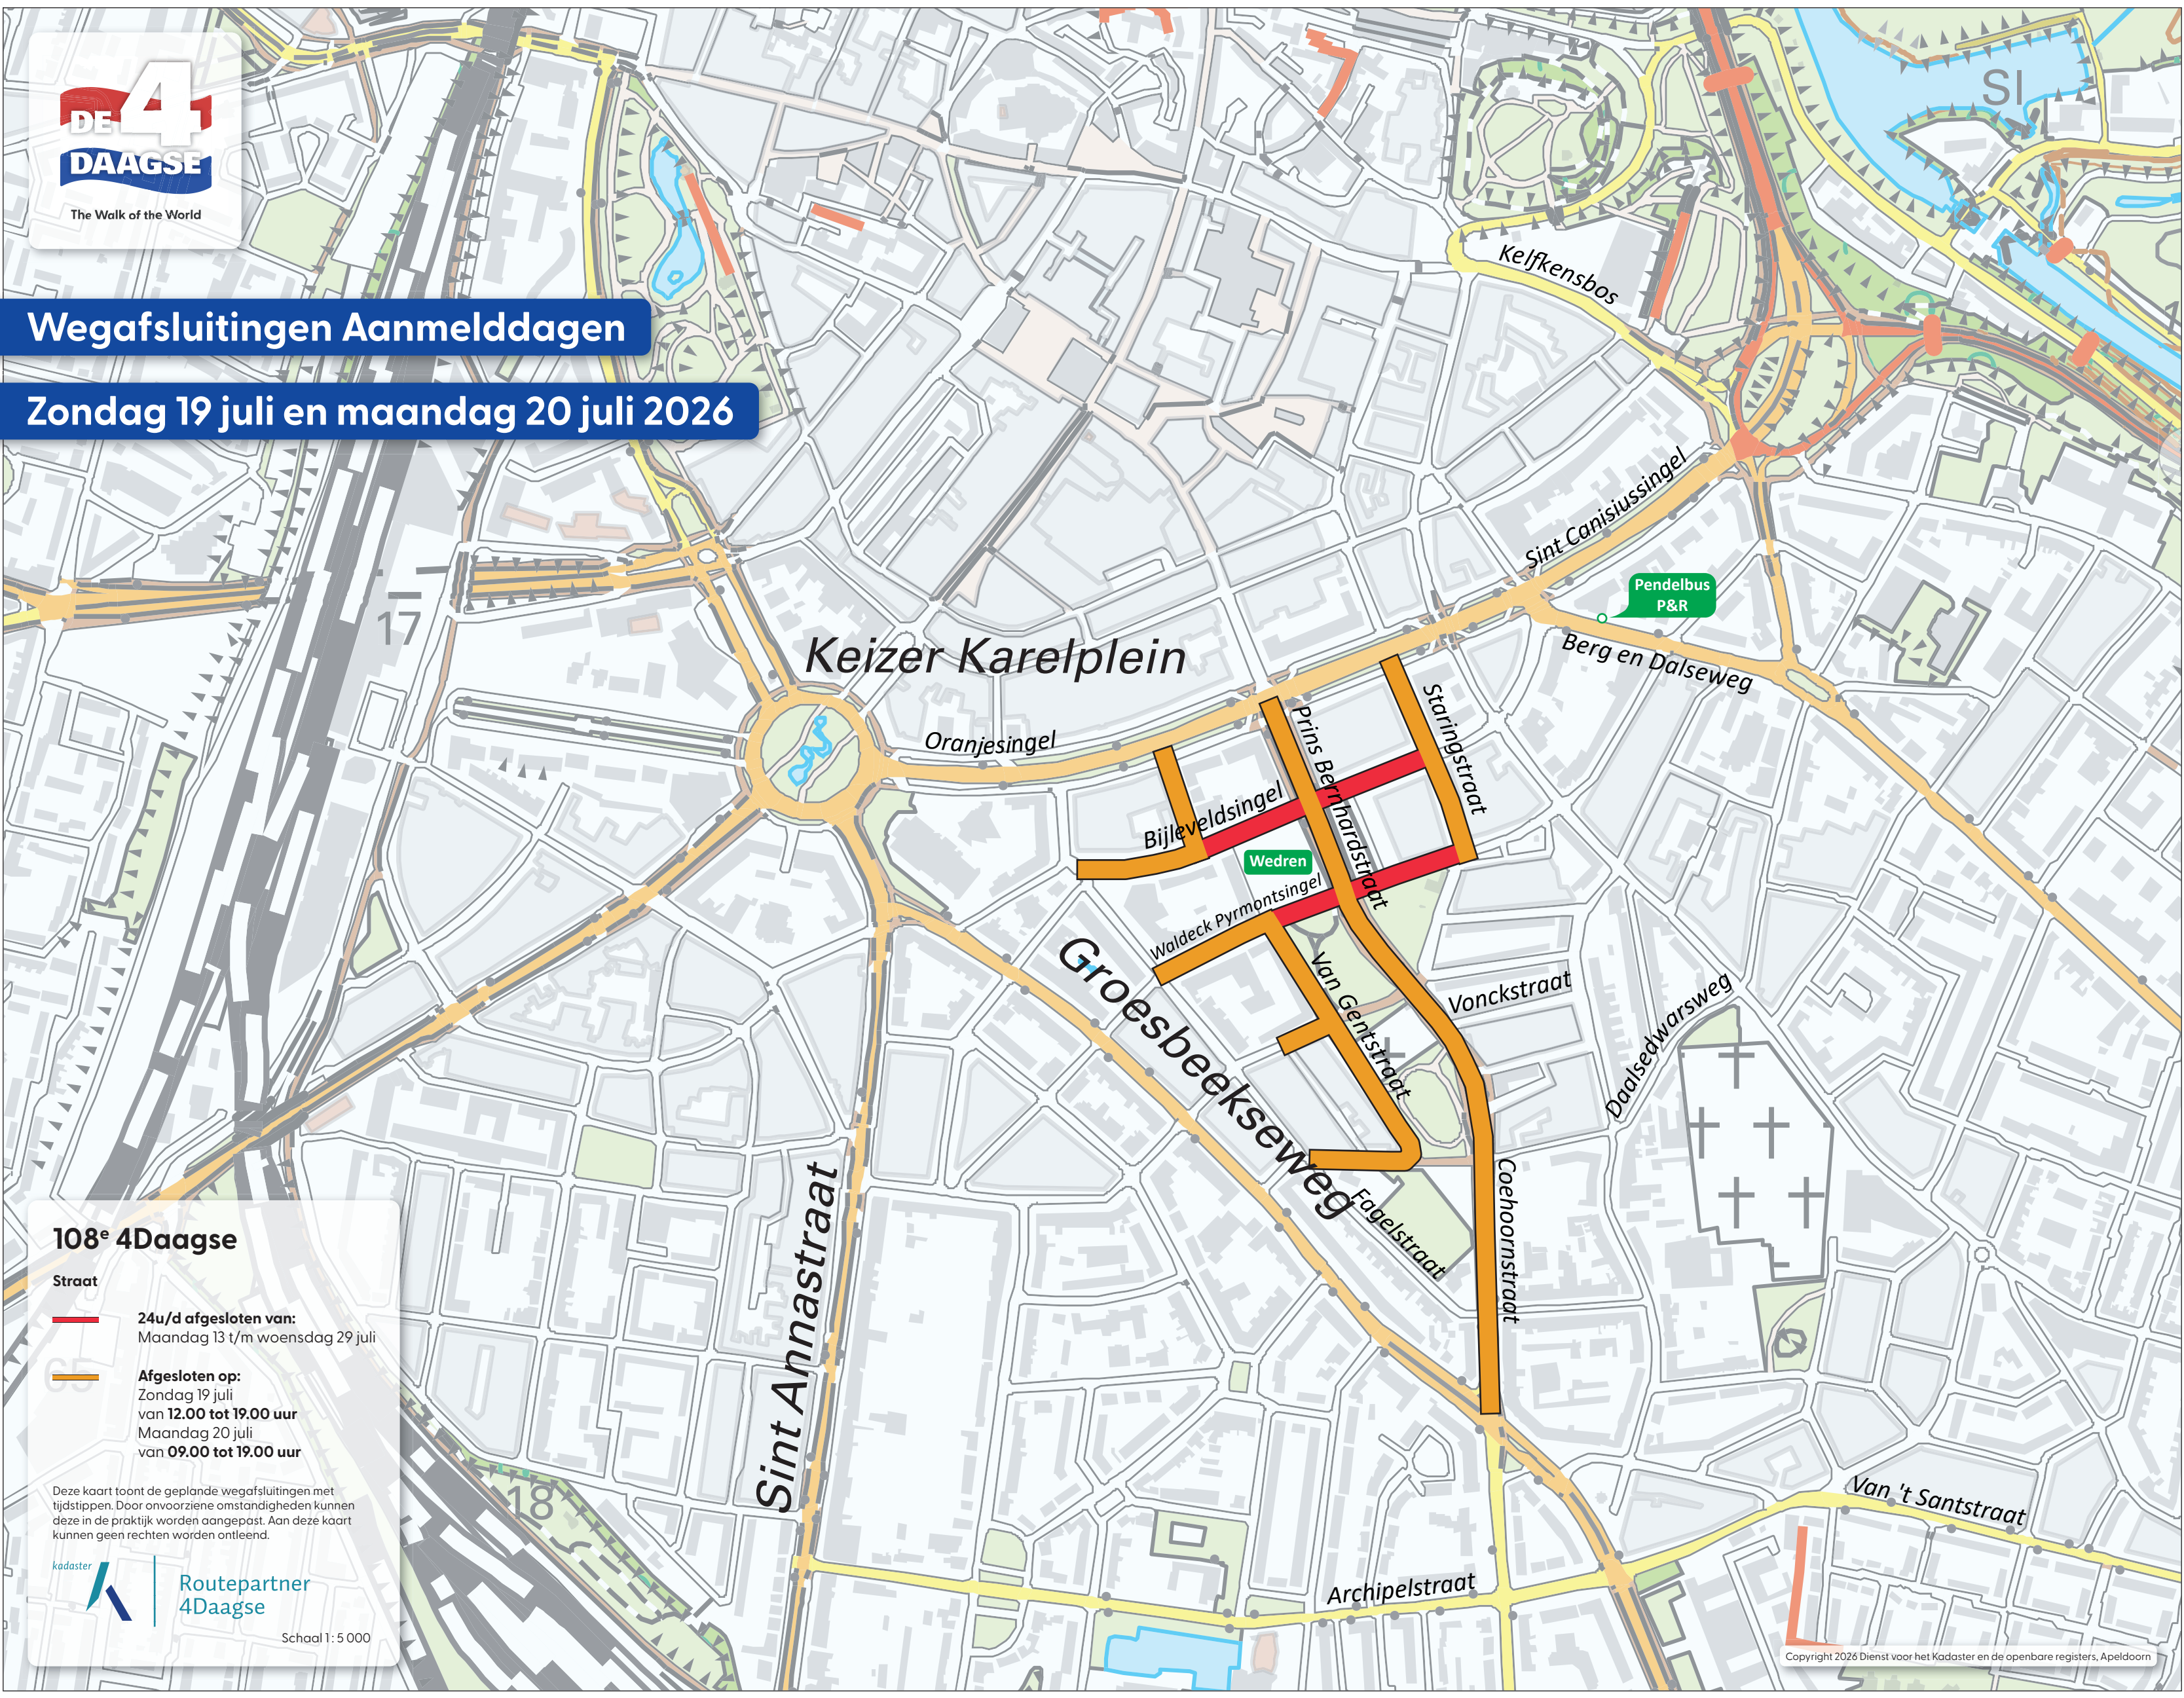 DE 4
DAAGSE
The Walk of the World
Wegafsluitingen Aanmelddagen
Zondag 19 juli en maandag 20 juli 2026
SI
Kelfkensbos
Sint Canisiussingel
Pendelbus
P&R
Berg en Dalseweg
17
Keizer Karelplein
Oranjesingel
Prins Bernhardstraat
Staringstraat
Bijleveldsingel
Wedren
Waldeck Pyrmontsingel
Van Gentstraat
Vonckstraat
Daalsedwarsweg
Groesbeekseweg
Fagelstraat
Coehoornstraat
Sint Annastraat
Van 't Santstraat
Archipelstraat
18
65
108e 4Daagse
Straat
24u/d afgesloten van:
Maandag 13 t/m woensdag 29 juli
Afgesloten op:
Zondag 19 juli
van 12.00 tot 19.00 uur
Maandag 20 juli
van 09.00 tot 19.00 uur
Deze kaart toont de geplande wegafsluitingen met
tijdstippen. Door onvoorziene omstandigheden kunnen
deze in de praktijk worden aangepast. Aan deze kaart
kunnen geen rechten worden ontleend.
kadaster
Routepartner
4Daagse
Schaal 1 : 5 000
Copyright 2026 Dienst voor het Kadaster en de openbare registers, Apeldoorn